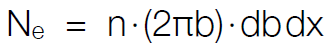 Nₑ = n·(2πb)·db dx